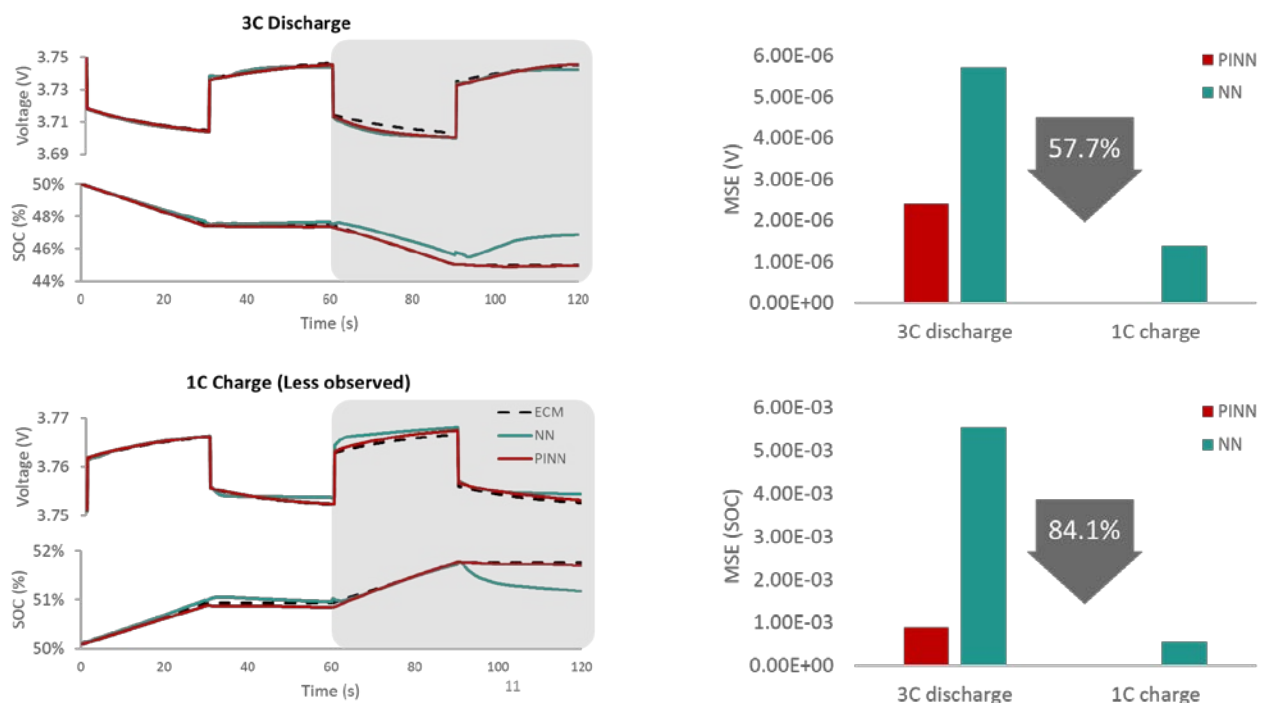 3C Discharge
3.75
3.73
3.71
3.69
Voltage (V)
50%
48%
46%
44%
SOC (%)
0 20 40 60 80 100 120
Time (s)
6.00E-06
5.00E-06
4.00E-06
3.00E-06
2.00E-06
1.00E-06
0.00E+00
MSE (V)
PINN
NN
57.7%
3C discharge 1C charge
1C Charge (Less observed)
3.77
3.76
3.75
Voltage (V)
ECM
NN
PINN
52%
51%
50%
SOC (%)
0 20 40 60 80 100 120
Time (s)
11
6.00E-03
5.00E-03
4.00E-03
3.00E-03
2.00E-03
1.00E-03
0.00E+00
MSE (SOC)
PINN
NN
84.1%
3C discharge 1C charge